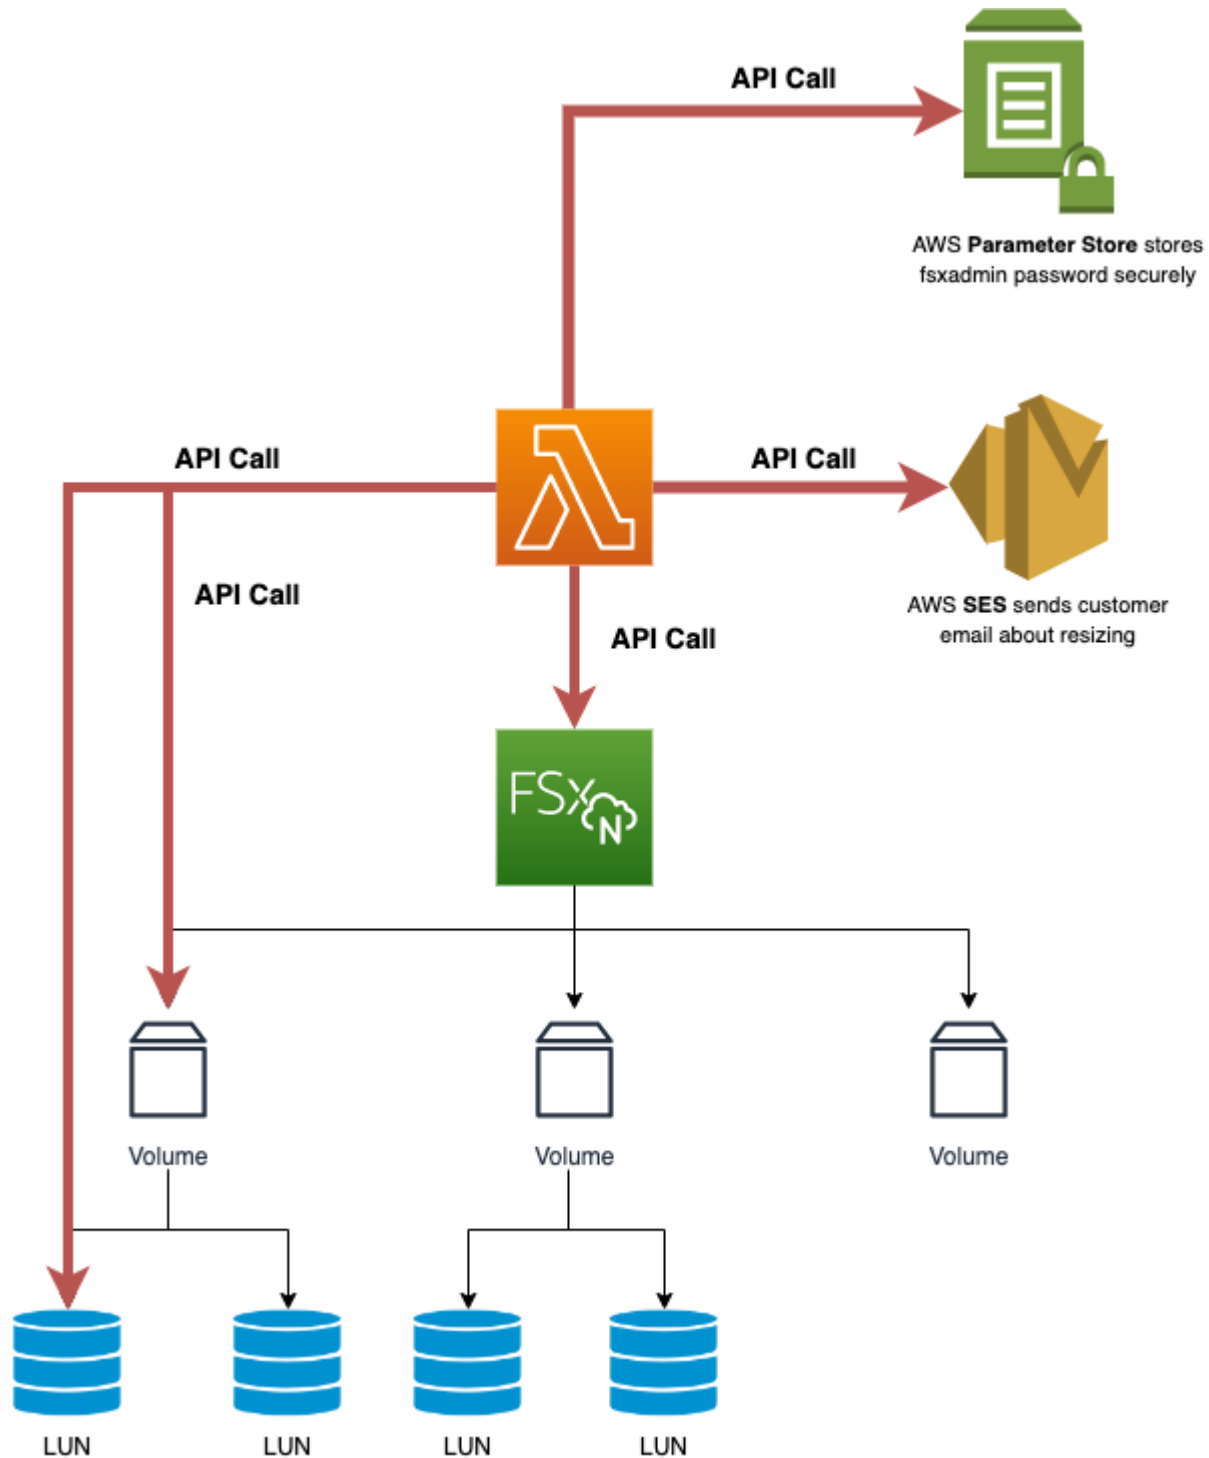 API Call
AWS Parameter Store stores
fsxadmin password securely
API Call
API Call
API Call
AWS SES sends customer
email about resizing
API Call
FSx
N
Volume
Volume
Volume
LUN
LUN
LUN
LUN